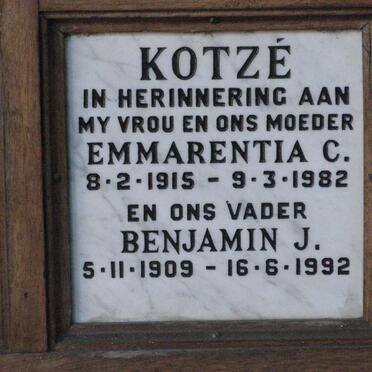 KOTZÉ
IN HERINNERING AAN
MY VROU EN ONS MOEDER
EMMARENTIA C.
8·2·1915 - 9·3·1982
EN ONS VADER
BENJAMIN J.
5·11·1909 - 16·6·1992